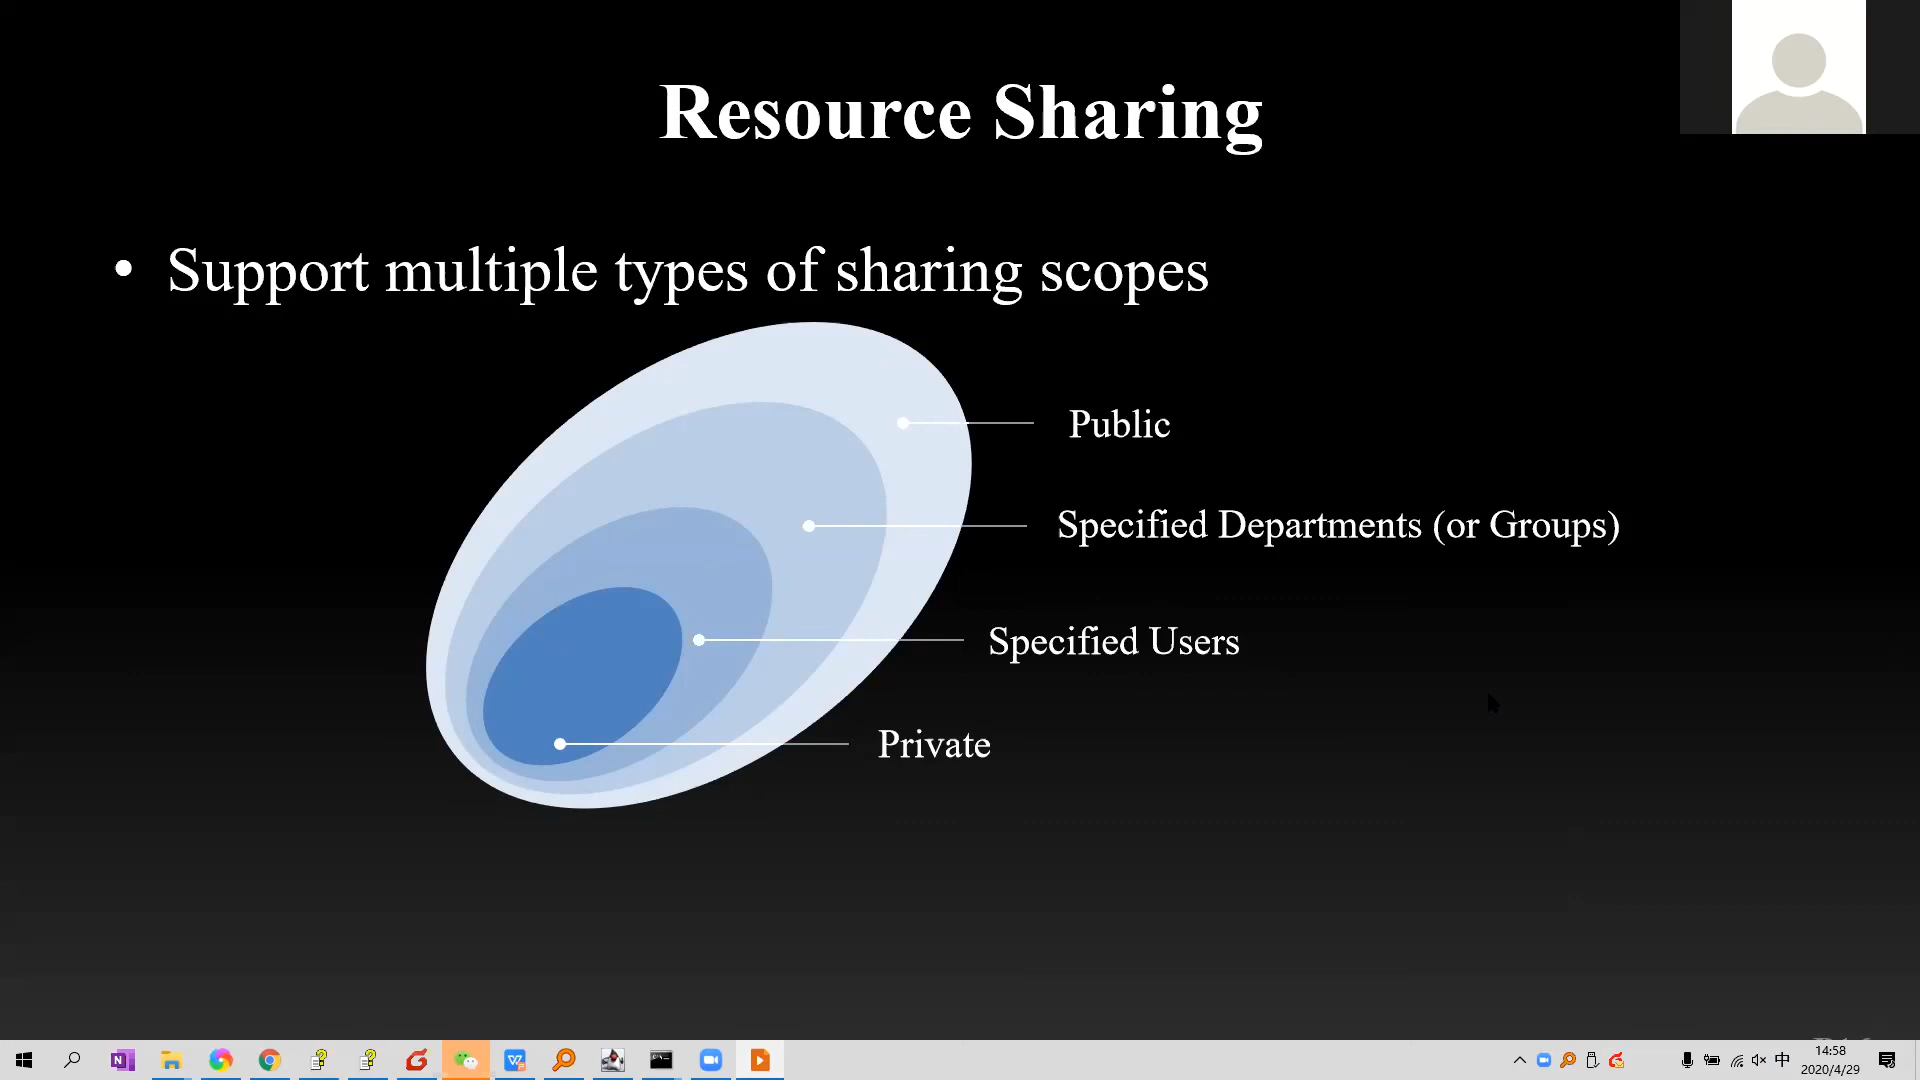 Resource Sharing
• Support multiple types of sharing scopes
Public
Specified Departments (or Groups)
Specified Users
Private
中
14:58
2020/4/29